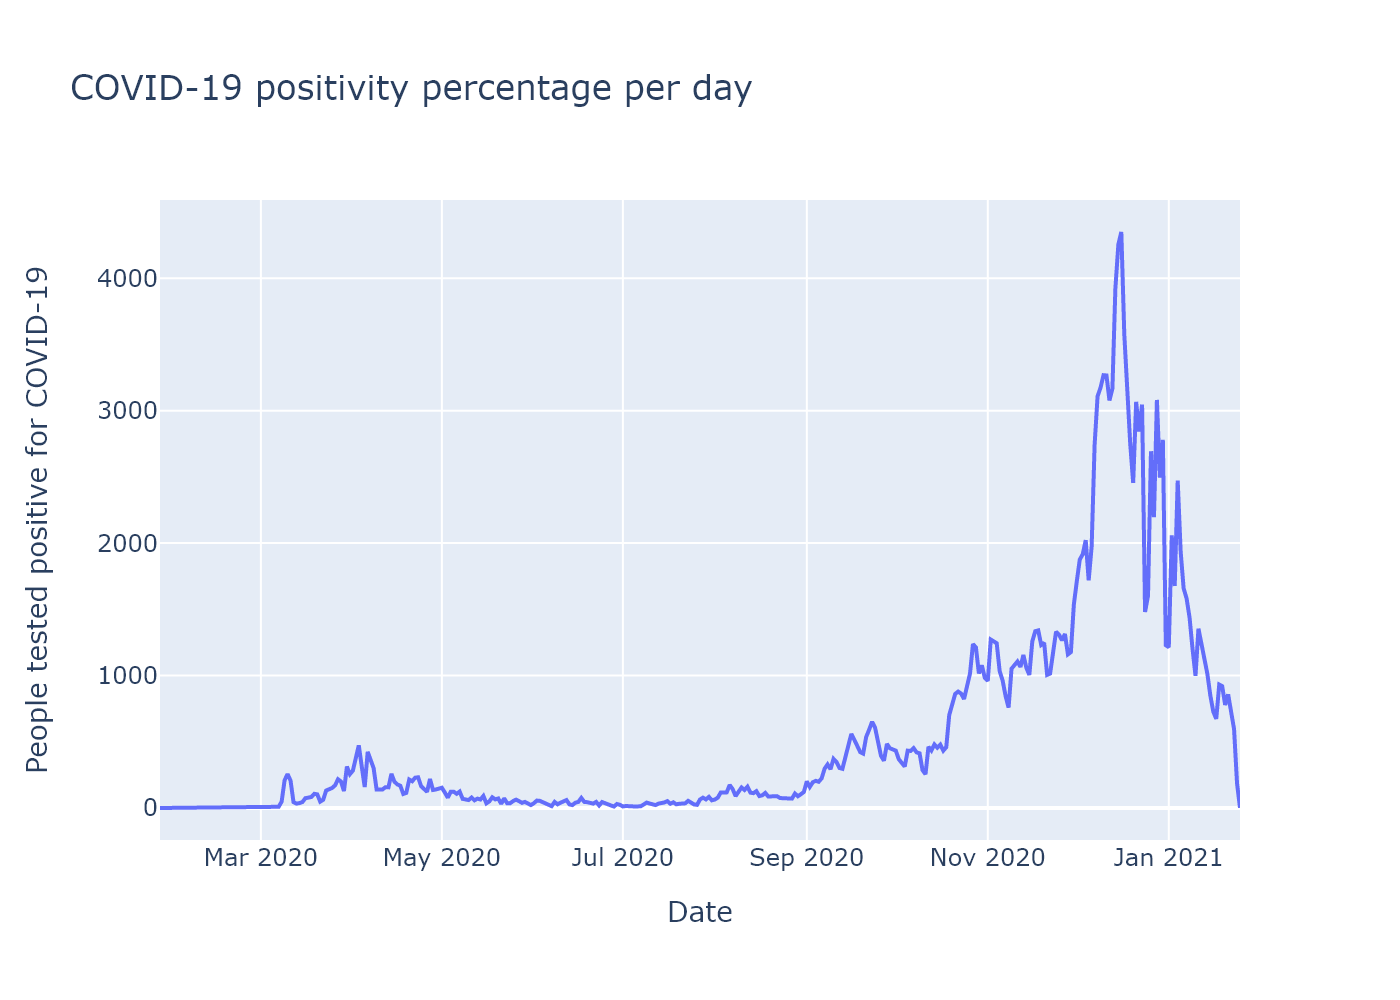 COVID-19 positivity percentage per day
People tested positive for COVID-19
4000
3000
2000
1000
0
Mar 2020
May 2020
Jul 2020
Sep 2020
Nov 2020
Jan 2021
Date